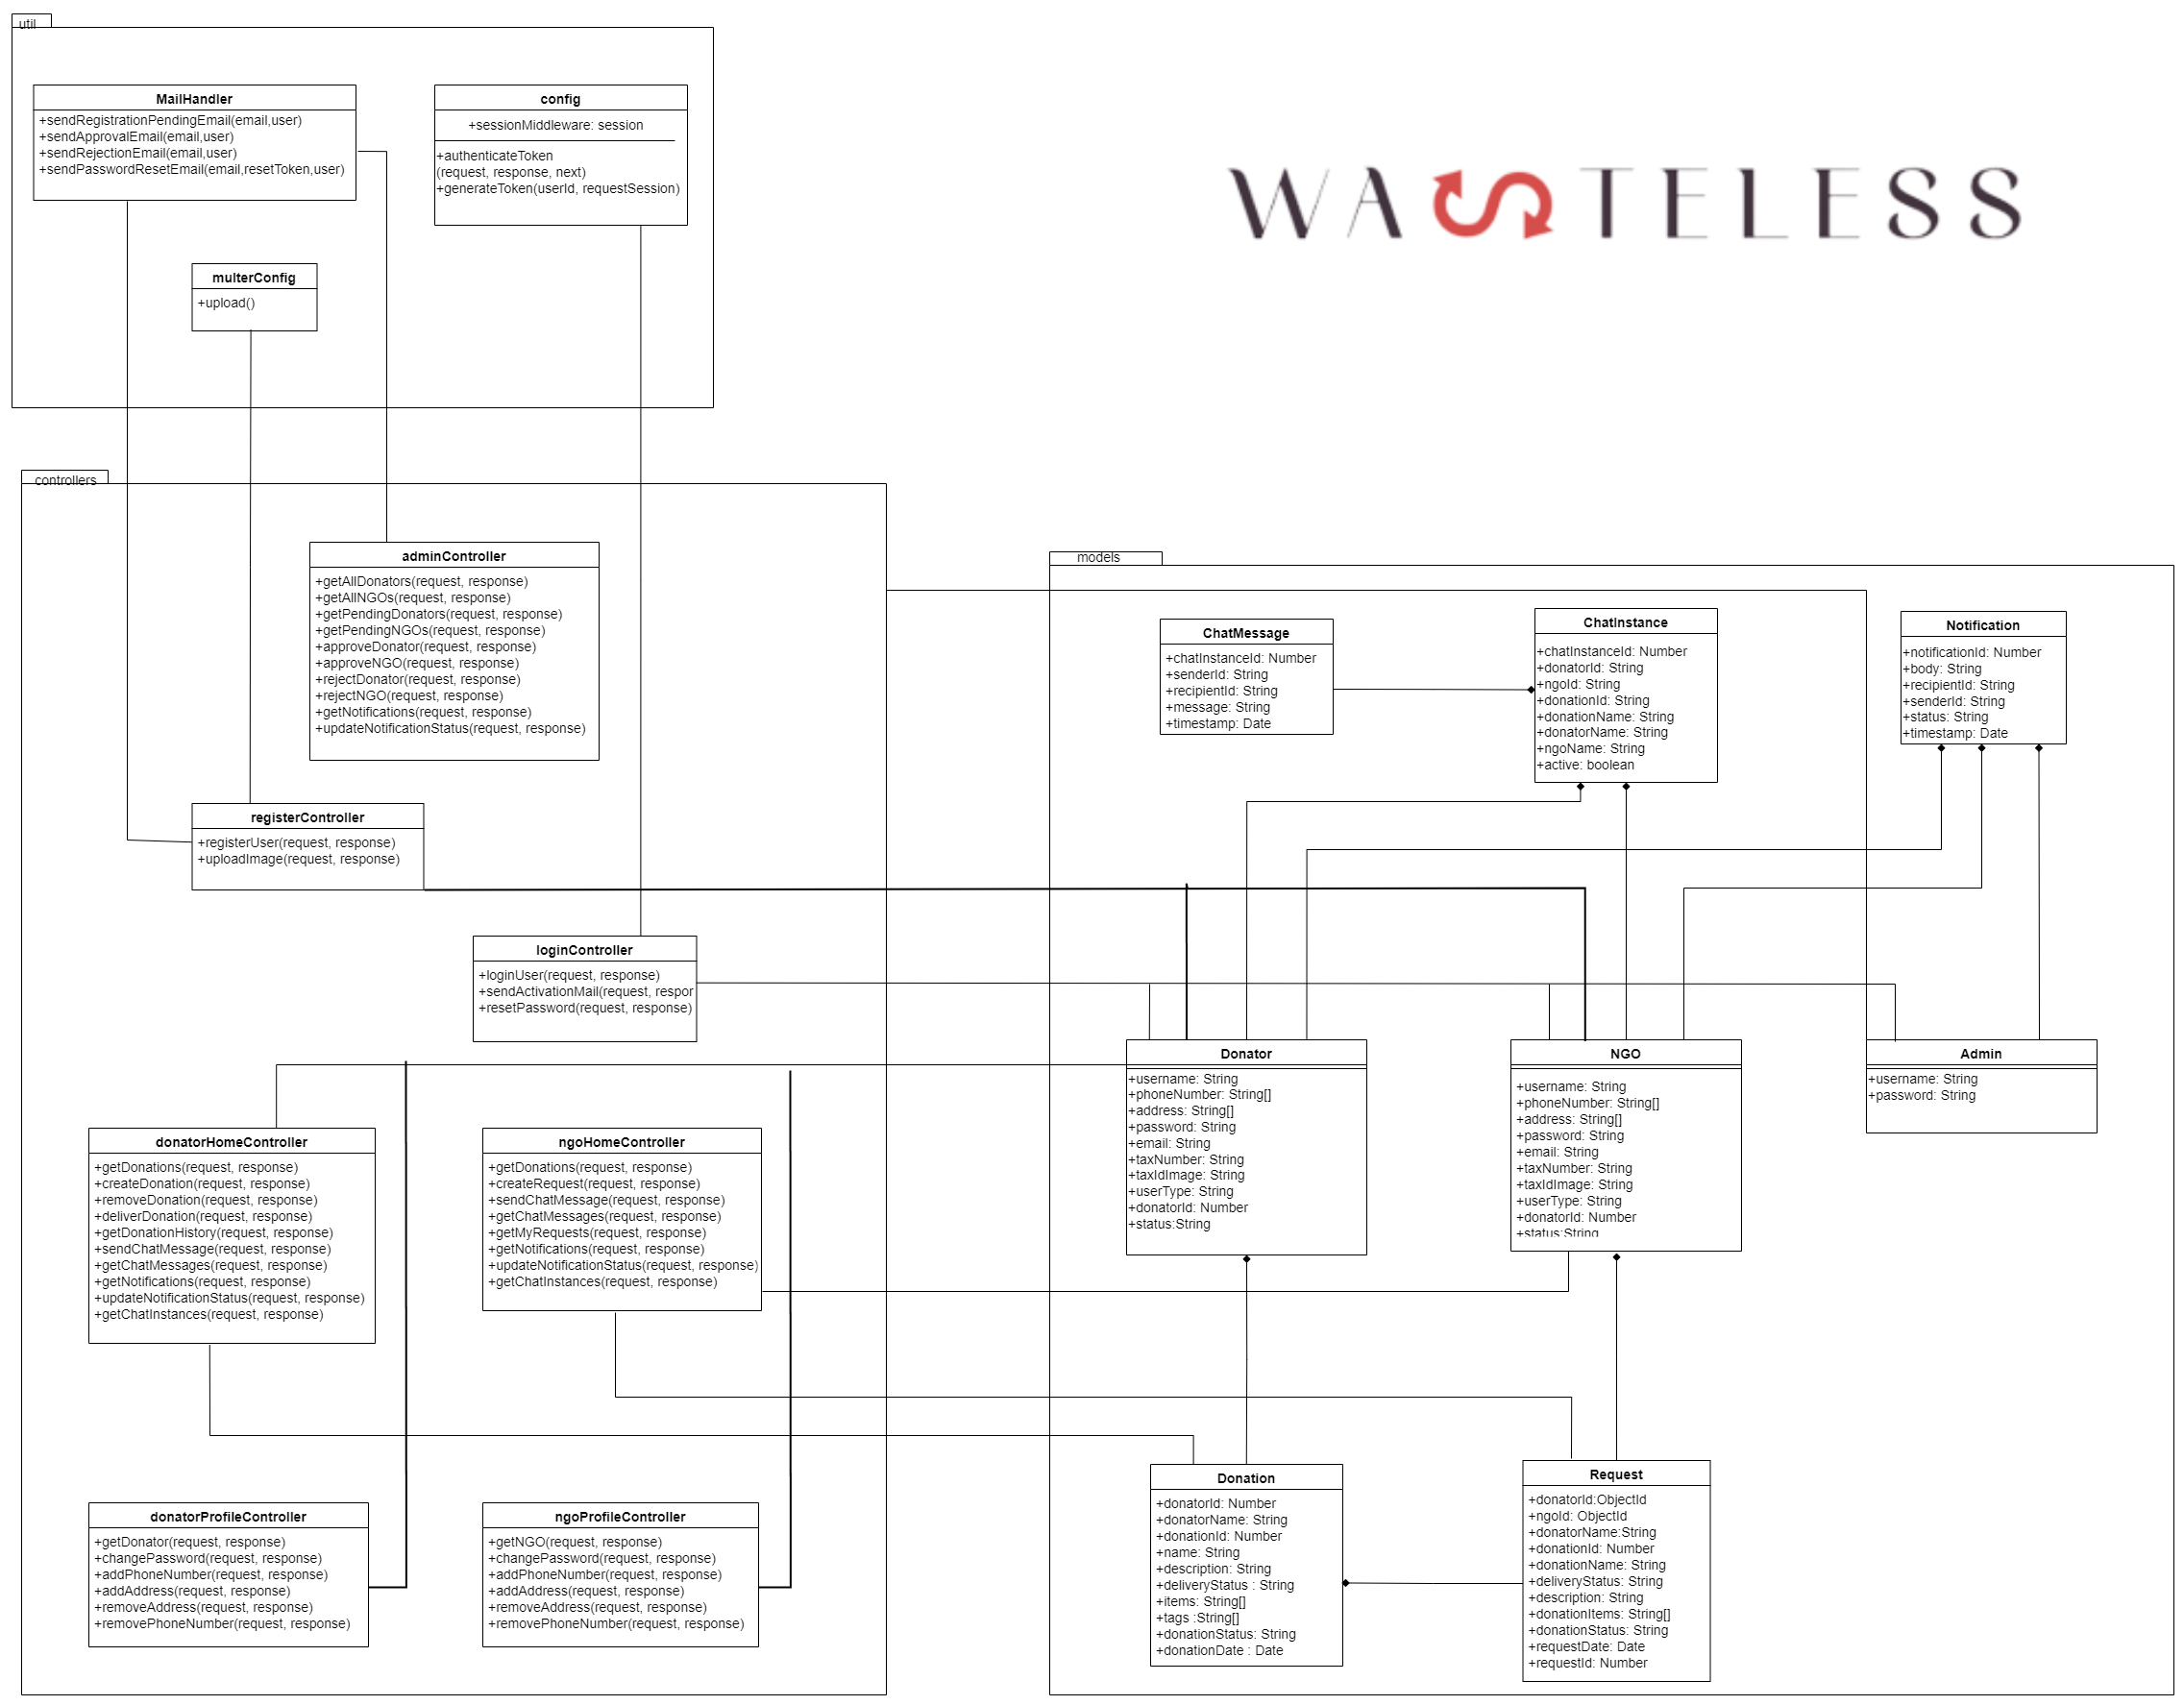 util
MailHandler
+sendRegistrationPendingEmail(email,user)
+sendApprovalEmail(email,user)
+sendRejectionEmail(email,user)
+sendPasswordResetEmail(email,resetToken,user)
config
+sessionMiddleware: session
+authenticateToken
(request, response, next)
+generateToken(userId, requestSession)
multerConfig
+upload()
WASTELESS
controllers
adminController
+getAllDonators(request, response)
+getAllNGOs(request, response)
+getPendingDonators(request, response)
+getPendingNGOs(request, response)
+approveDonator(request, response)
+approveNGO(request, response)
+rejectDonator(request, response)
+rejectNGO(request, response)
+getNotifications(request, response)
+updateNotificationStatus(request, response)
registerController
+registerUser(request, response)
+uploadImage(request, response)
loginController
+loginUser(request, response)
+sendActivationMail(request, respor
+resetPassword(request, response)
donatorHomeController
+getDonations(request, response)
+createDonation(request, response)
+removeDonation(request, response)
+deliverDonation(request, response)
+getDonationHistory(request, response)
+sendChatMessage(request, response)
+getChatMessages(request, response)
+getNotifications(request, response)
+updateNotificationStatus(request, response)
+getChatInstances(request, response)
ngoHomeController
+getDonations(request, response)
+createRequest(request, response)
+sendChatMessage(request, response)
+getChatMessages(request, response)
+getMyRequests(request, response)
+getNotifications(request, response)
+updateNotificationStatus(request, response)
+getChatInstances(request, response)
donatorProfileController
+getDonator(request, response)
+changePassword(request, response)
+addPhoneNumber(request, response)
+addAddress(request, response)
+removeAddress(request, response)
+removePhoneNumber(request, response)
ngoProfileController
+getNGO(request, response)
+changePassword(request, response)
+addPhoneNumber(request, response)
+addAddress(request, response)
+removeAddress(request, response)
+removePhoneNumber(request, response)
models
ChatMessage
+chatInstanceId: Number
+senderId: String
+recipientId: String
+message: String
+timestamp: Date
ChatInstance
+chatInstanceId: Number
+donatorId: String
+ngoId: String
+donationId: String
+donationName: String
+donatorName: String
+ngoName: String
+active: boolean
Notification
+notificationId: Number
+body: String
+recipientId: String
+senderId: String
+status: String
+timestamp: Date
Donator
+username: String
+phoneNumber: String[]
+address: String[]
+password: String
+email: String
+taxNumber: String
+taxIdImage: String
+userType: String
+donatorId: Number
+status:String
NGO
+username: String
+phoneNumber: String[]
+address: String[]
+password: String
+email: String
+taxNumber: String
+taxIdImage: String
+userType: String
+donatorId: Number
+status:String
Admin
+username: String
+password: String
Donation
+donatorId: Number
+donatorName: String
+donationId: Number
+name: String
+description: String
+deliveryStatus : String
+items: String[]
+tags :String[]
+donationStatus: String
+donationDate : Date
Request
+donatorId:ObjectId
+ngoId: ObjectId
+donatorName:String
+donationId: Number
+donationName: String
+deliveryStatus: String
+description: String
+donationItems: String[]
+donationStatus: String
+requestDate: Date
+requestId: Number